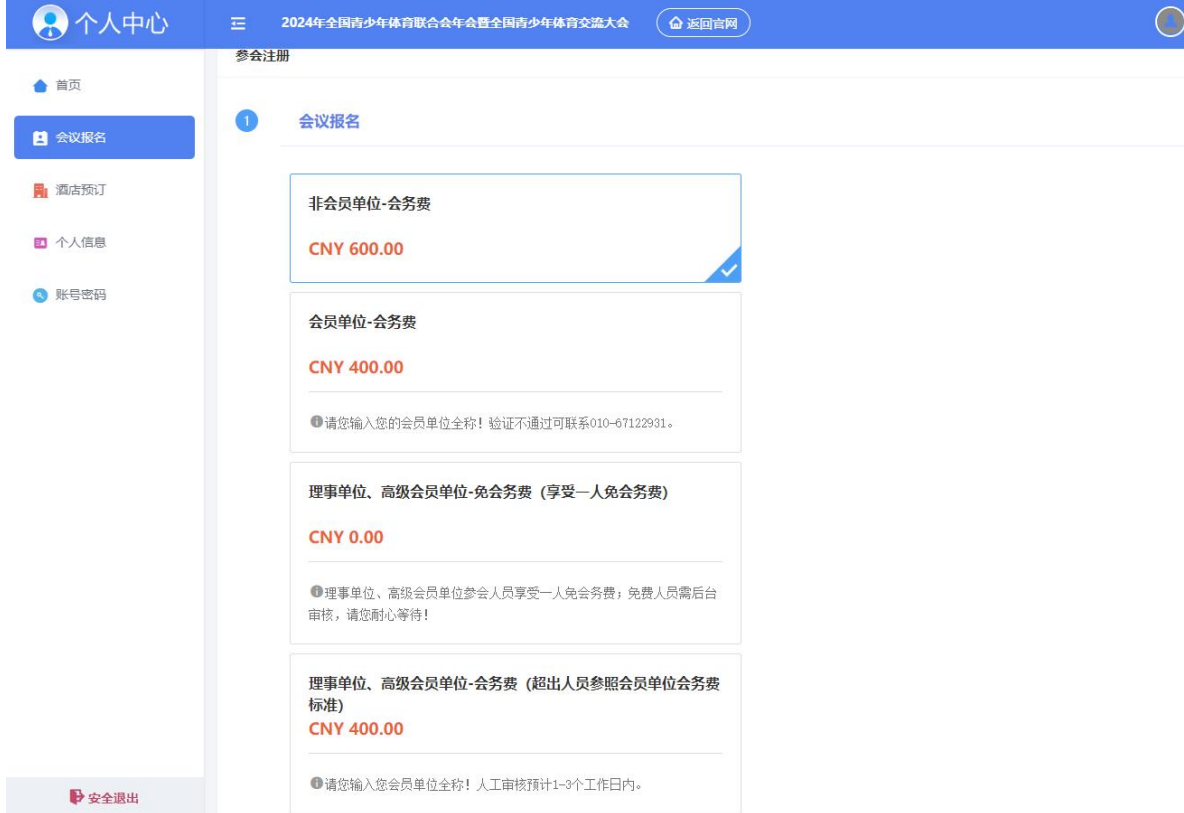 个人中心
2024年全国青少年体育联合会年会暨全国青少年体育交流大会
返回官网
首页
会议报名
酒店预订
个人信息
账号密码
安全退出
参会注册
1
会议报名
非会员单位-会务费
CNY 600.00
会员单位-会务费
CNY 400.00
请您输入您的会员单位全称！验证不通过可联系010-67122931。
理事单位、高级会员单位-免会务费（享受一人免会务费）
CNY 0.00
理事单位、高级会员单位参会人员享受一人免会务费；免费人员需后台
审核，请您耐心等待！
理事单位、高级会员单位-会务费（超出人员参照会员单位会务费
标准）
CNY 400.00
请您输入您会员单位全称！人工审核预计1-3个工作日内。